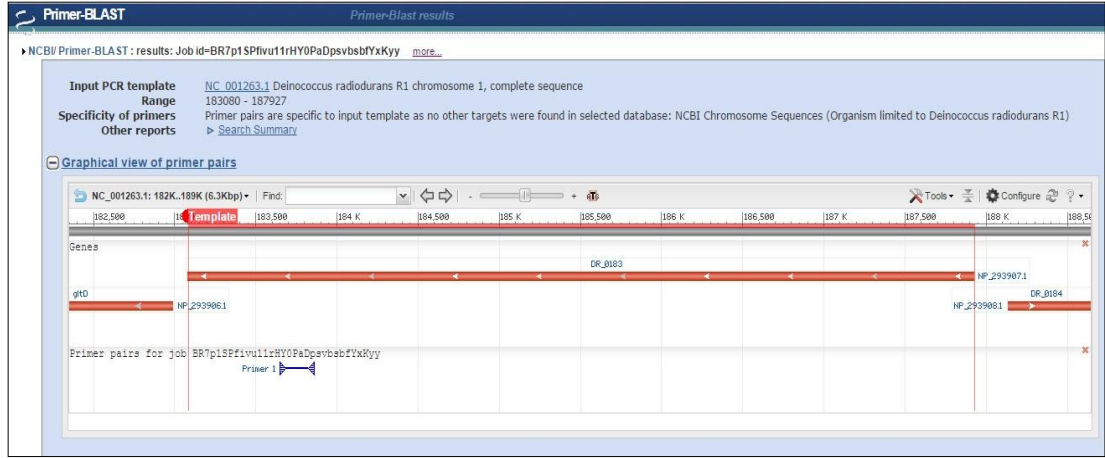 Primer-BLAST Primer-Blast results
NCBI/ Primer-BLAST : results: Job id=BR7p1SPfivu11rHY0PaDpsvbsbfYxKyy more...
Input PCR template NC_001263.1 Deinococcus radiodurans R1 chromosome 1, complete sequence
Range 183080 - 187927
Specificity of primers Primer pairs are specific to input template as no other targets were found in selected database: NCBI Chromosome Sequences (Organism limited to Deinococcus radiodurans R1)
Other reports Search Summary
Graphical view of primer pairs
NC_001263.1: 182K..189K (6.3Kbp) Find: Tools Configure ?
182,500 Template 183,500 184 K 184,500 185 K 185,500 186 K 186,500 187 K 187,500 188 K
Genes
DR_0183
NP_293907.1
gltD DR_0184
NP_293906.1 NP_293908.1
Primer pairs for job BR7p1SPfivu11rHY0PaDpsvbsbfYxKyy
Primer 1